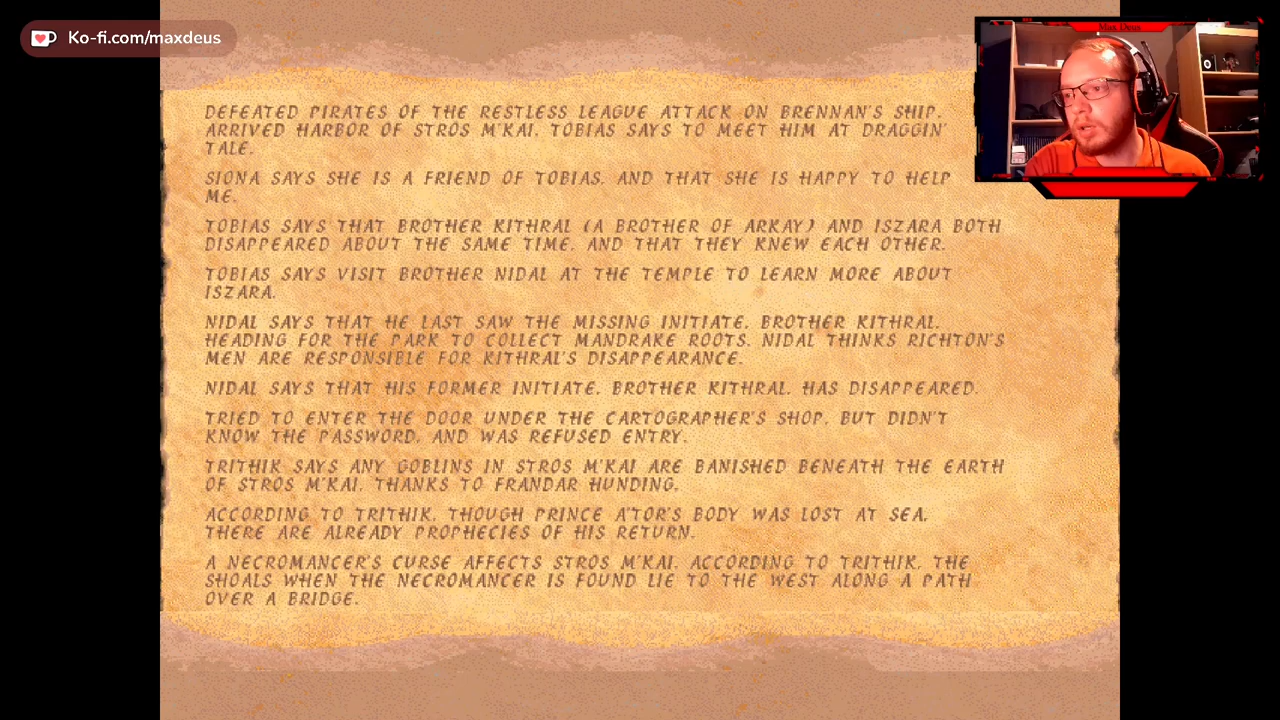 Ko-fi.com/maxdeus
Max Deus
DEFEATED PIRATES OF THE RESTLESS LEAGUE ATTACK ON BRENNAN'S SHIP.
ARRIVED HARBOR OF STROS M'KAI. TOBIAS SAYS TO MEET HIM AT DRAGGIN'
TALE.
SIONA SAYS SHE IS A FRIEND OF TOBIAS. AND THAT SHE IS HAPPY TO HELP
ME.
TOBIAS SAYS THAT BROTHER KITHRAL (A BROTHER OF ARKAY) AND ISZARA BOTH
DISAPPEARED ABOUT THE SAME TIME. AND THAT THEY KNEW EACH OTHER.
TOBIAS SAYS VISIT BROTHER NIDAL AT THE TEMPLE TO LEARN MORE ABOUT
ISZARA.
NIDAL SAYS THAT HE LAST SAW THE MISSING INITIATE. BROTHER KITHRAL.
HEADING FOR THE PARK TO COLLECT MANDRAKE ROOTS. NIDAL THINKS RICHTON'S
MEN ARE RESPONSIBLE FOR KITHRAL'S DISAPPEARANCE.
NIDAL SAYS THAT HIS FORMER INITIATE. BROTHER KITHRAL. HAS DISAPPEARED.
TRIED TO ENTER THE DOOR UNDER THE CARTOGRAPHER'S SHOP. BUT DIDN'T
KNOW THE PASSWORD. AND WAS REFUSED ENTRY.
TRITHIK SAYS ANY GOBLINS IN STROS M'KAI ARE BANISHED BENEATH THE EARTH
OF STROS M'KAI. THANKS TO FRANDAR HUNDING.
ACCORDING TO TRITHIK. THOUGH PRINCE A'TOR'S BODY WAS LOST AT SEA.
THERE ARE ALREADY PROPHECIES OF HIS RETURN.
A NECROMANCER'S CURSE AFFECTS STROS M'KAI. ACCORDING TO TRITHIK. THE
SHOALS WHEN THE NECROMANCER IS FOUND LIE TO THE WEST ALONG A PATH
OVER A BRIDGE.